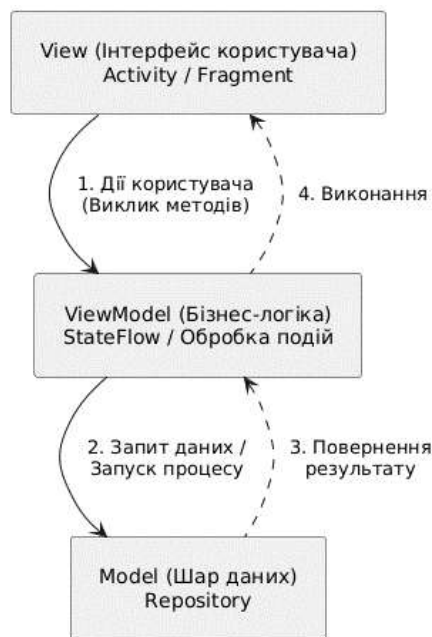 View (Інтерфейс користувача)
Activity / Fragment
1. Дії користувача
(Виклик методів)
4. Виконання
ViewModel (Бізнес-логіка)
StateFlow / Обробка подій
2. Запит даних /
Запуск процесу
3. Повернення
результату
Model (Шар даних)
Repository